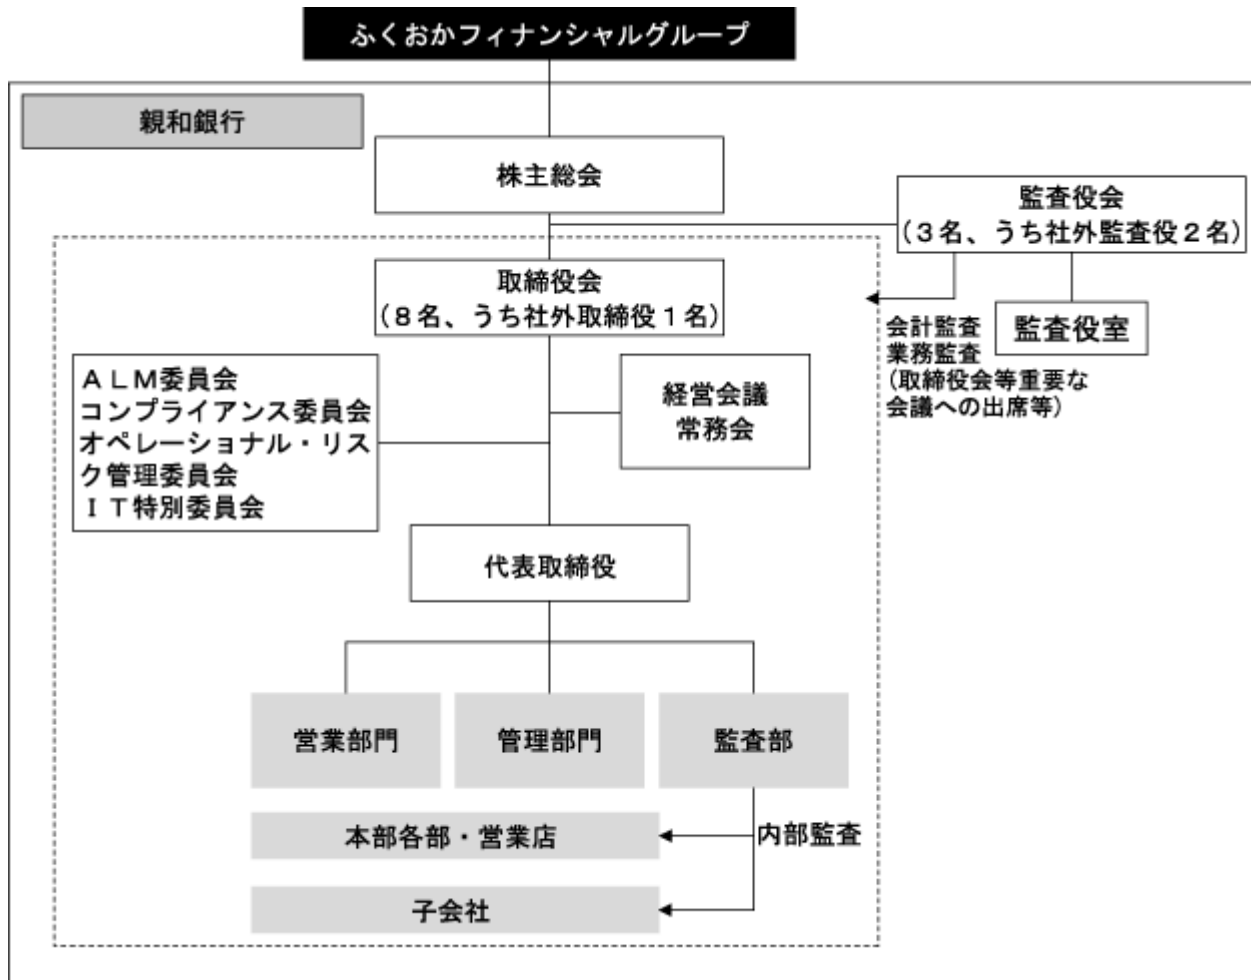 ふくおかフィナンシャルグループ
親和銀行
株主総会
監査役会
(3名、うち社外監査役2名)
取締役会
(8名、うち社外取締役1名)
監査役室
会計監査
業務監査
(取締役会等重要な
会議への出席等)
ALM委員会
コンプライアンス委員会
オペレーショナル・リス
ク管理委員会
IT特別委員会
経営会議
常務会
代表取締役
営業部門
管理部門
監査部
本部各部・営業店
内部監査
子会社